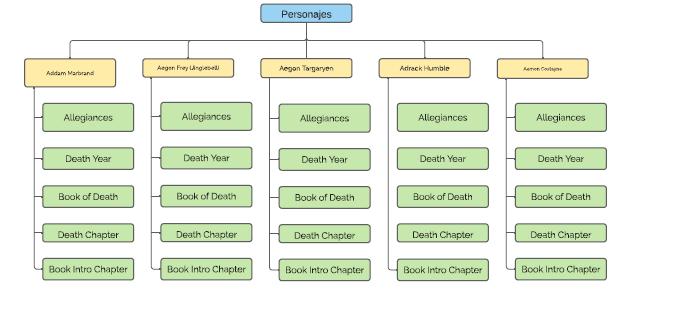 Personajes
Addam Marbrand
Aegon Frey (Jinglebell)
Aegon Targaryen
Adrack Humble
Aemon Costayne
Allegiances
Allegiances
Allegiances
Allegiances
Allegiances
Death Year
Death Year
Death Year
Death Year
Death Year
Book of Death
Book of Death
Book of Death
Book of Death
Book of Death
Death Chapter
Death Chapter
Death Chapter
Death Chapter
Death Chapter
Book Intro Chapter
Book Intro Chapter
Book Intro Chapter
Book Intro Chapter
Book Intro Chapter